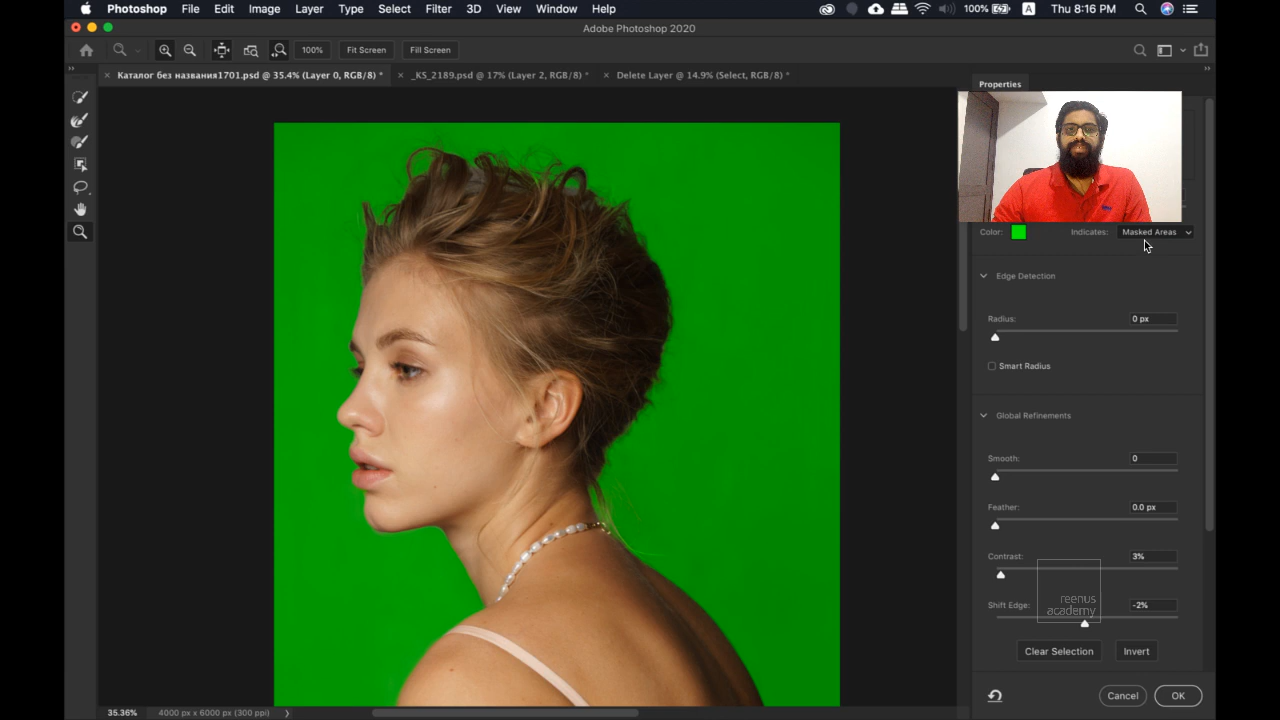 Photoshop File Edit Image Layer Type Select Filter 3D View Window Help 100% A Thu 8:16 PM
Adobe Photoshop 2020
100% Fit Screen Fill Screen
Каталог без названия1701.psd @ 35.4% (Layer 0, RGB/8) * _KS_2189.psd @ 17% (Layer 2, RGB/8) * Delete Layer @ 14.9% (Select, RGB/8) *
Properties
Color: Indicates: Masked Areas
Edge Detection
Radius: 0 px
Smart Radius
Global Refinements
Smooth: 0
Feather: 0.0 px
Contrast: 3%
reenus
academy
Shift Edge: -2%
Clear Selection Invert
Cancel OK
35.36% 4000 px x 6000 px (300 ppi)